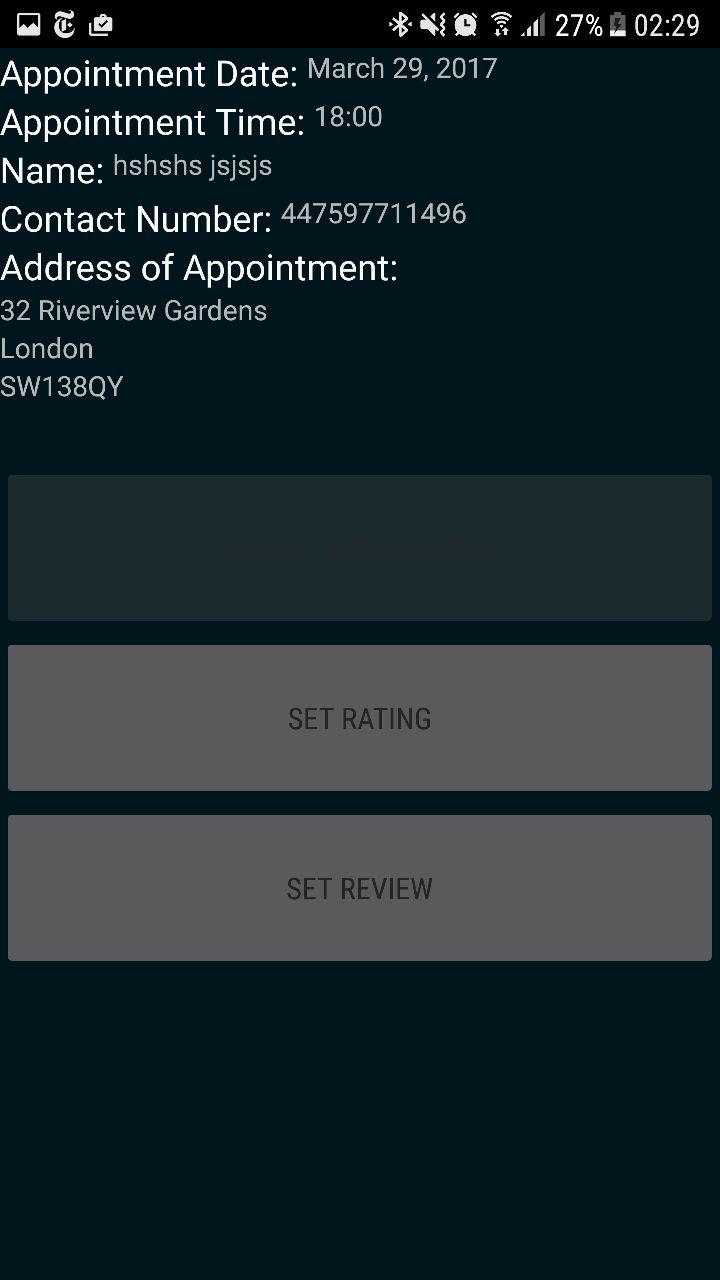 27% 02:29
Appointment Date: March 29, 2017
Appointment Time: 18:00
Name: hshshs jsjsjs
Contact Number: 447597711496
Address of Appointment:
32 Riverview Gardens
London
SW138QY
SET RATING
SET REVIEW